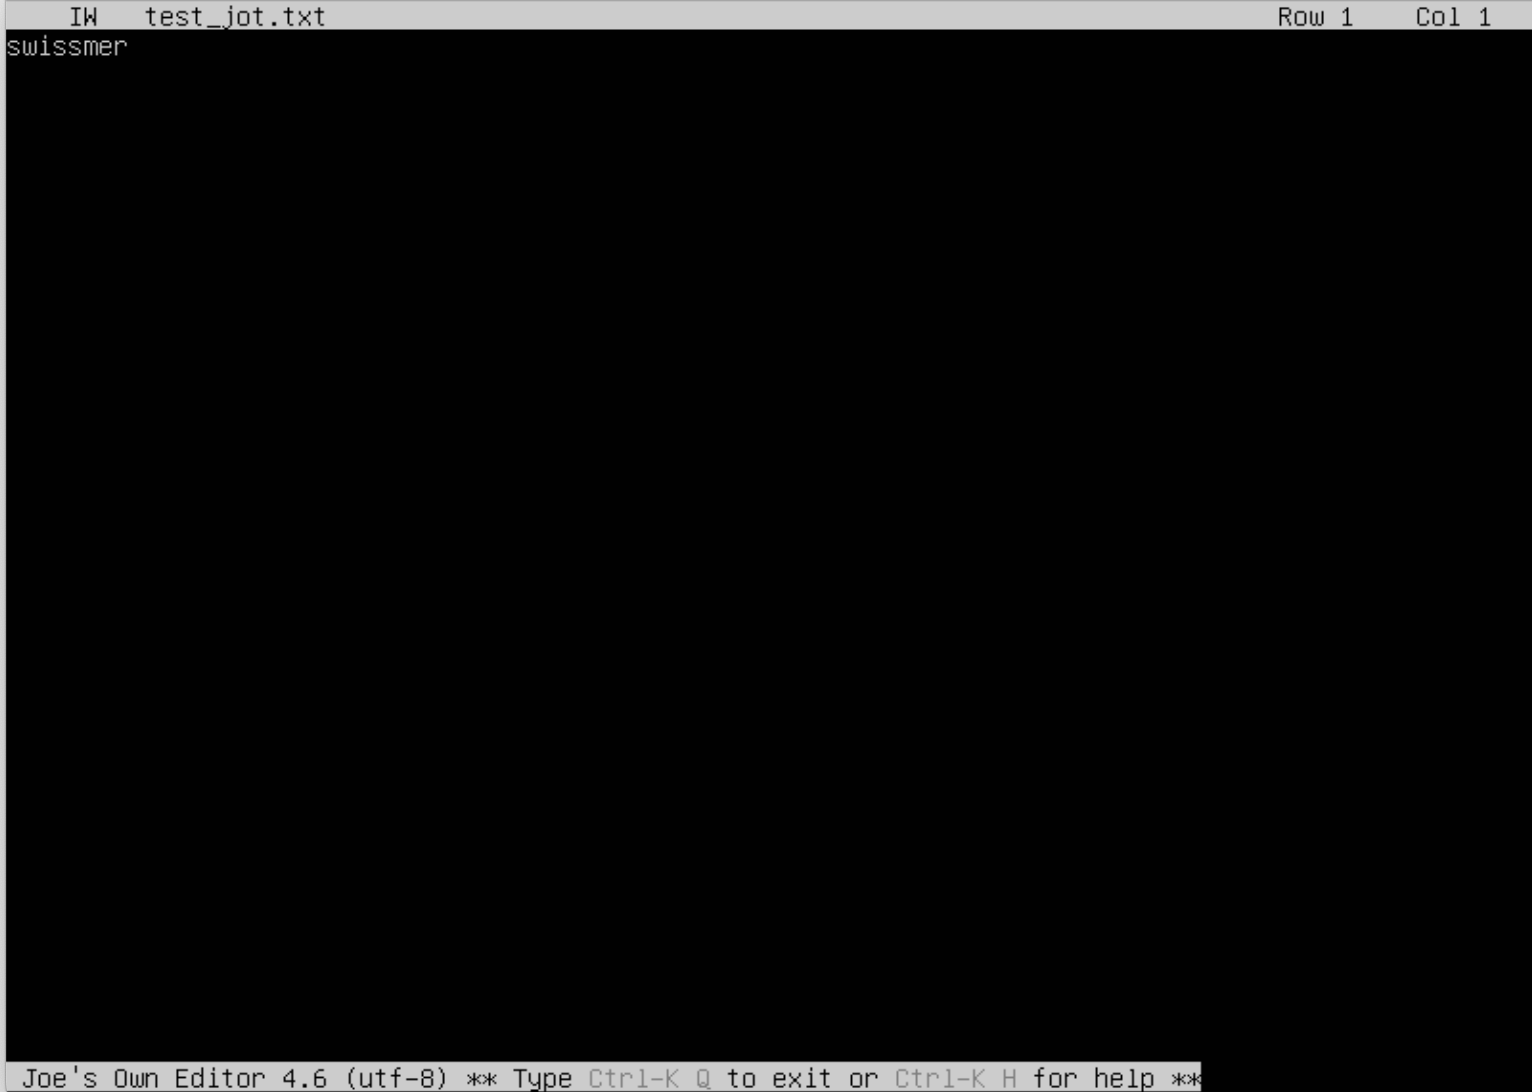 IW test_jot.txt Row 1 Col 1
swissmer
Joe's Own Editor 4.6 (utf-8) ** Type Ctrl-K Q to exit or Ctrl-K H for help **